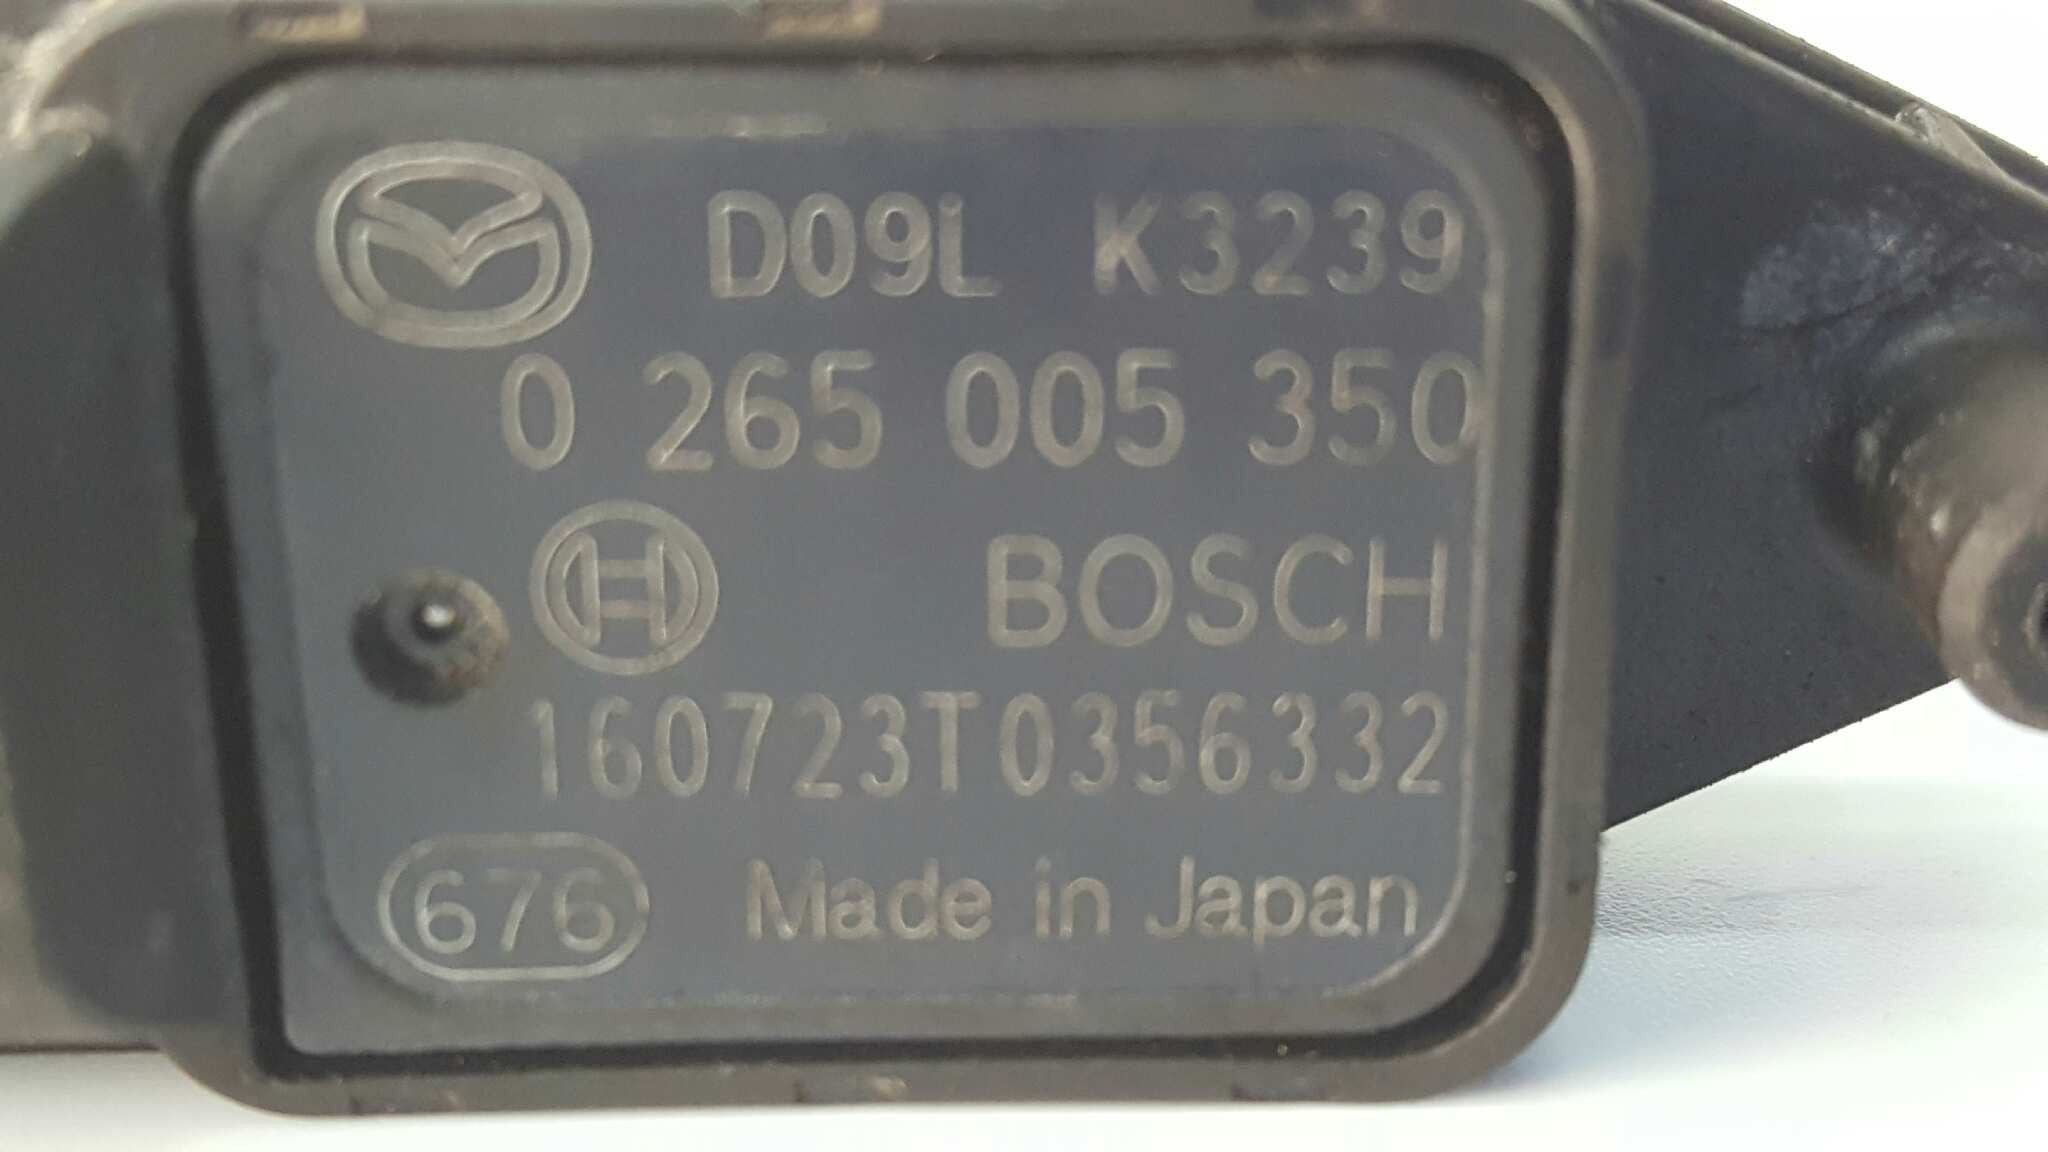 D09L K3239
0 265 005 350
BOSCH
160723T0356332
676 Made in Japan